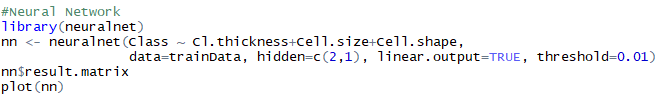 #Neural Network
library(neuralnet)
nn <- neuralnet(Class ~ Cl.thickness+Cell.size+Cell.shape,
data=trainData, hidden=c(2,1), linear.output=TRUE, threshold=0.01)
nn$result.matrix
plot(nn)